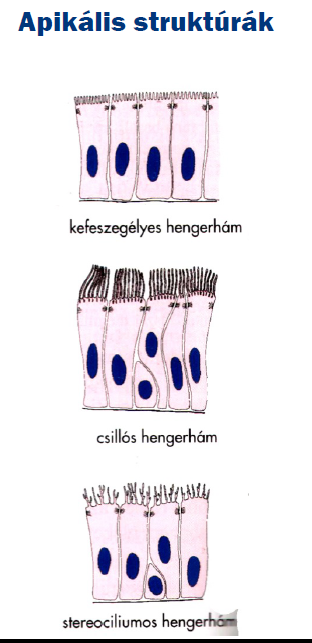 Apikális struktúrák
kefeszegélyes hengerhám
csillós hengerhám
stereociliumos hengerhám